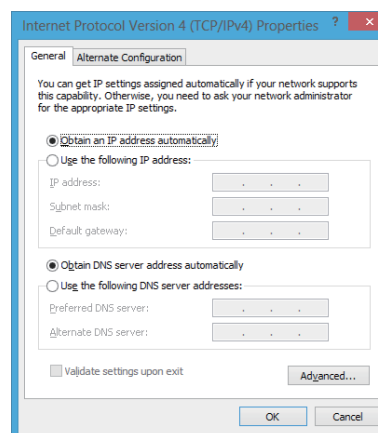 Internet Protocol Version 4 (TCP/IPv4) Properties ? ×
General Alternate Configuration
You can get IP settings assigned automatically if your network supports
this capability. Otherwise, you need to ask your network administrator
for the appropriate IP settings.
Obtain an IP address automatically
Use the following IP address:
IP address:
Subnet mask:
Default gateway:
Obtain DNS server address automatically
Use the following DNS server addresses:
Preferred DNS server:
Alternate DNS server:
Validate settings upon exit
Advanced...
OK Cancel